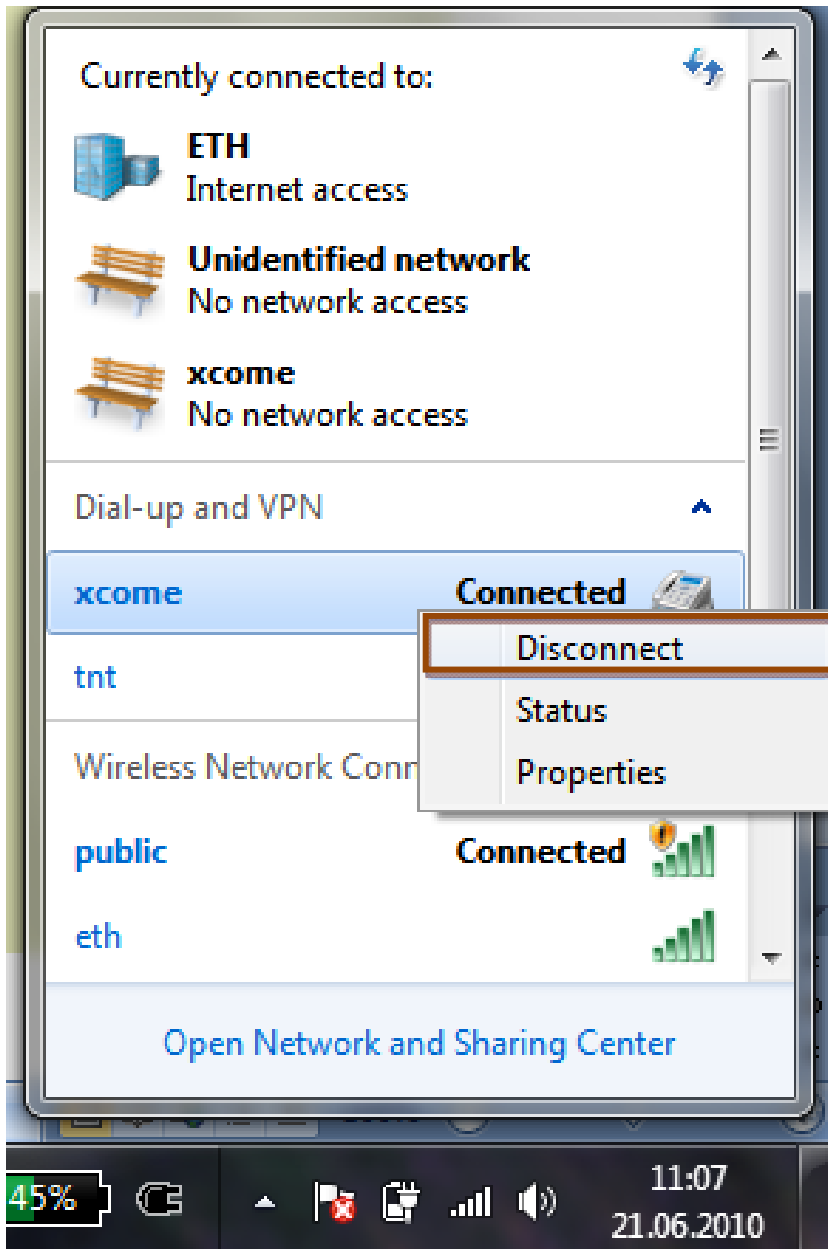 Currently connected to:
ETH
Internet access
Unidentified network
No network access
xcome
No network access
Dial-up and VPN
xcome Connected
Disconnect
tnt
Status
Wireless Network Conn
Properties
public Connected
eth
Open Network and Sharing Center
45%
11:07
21.06.2010